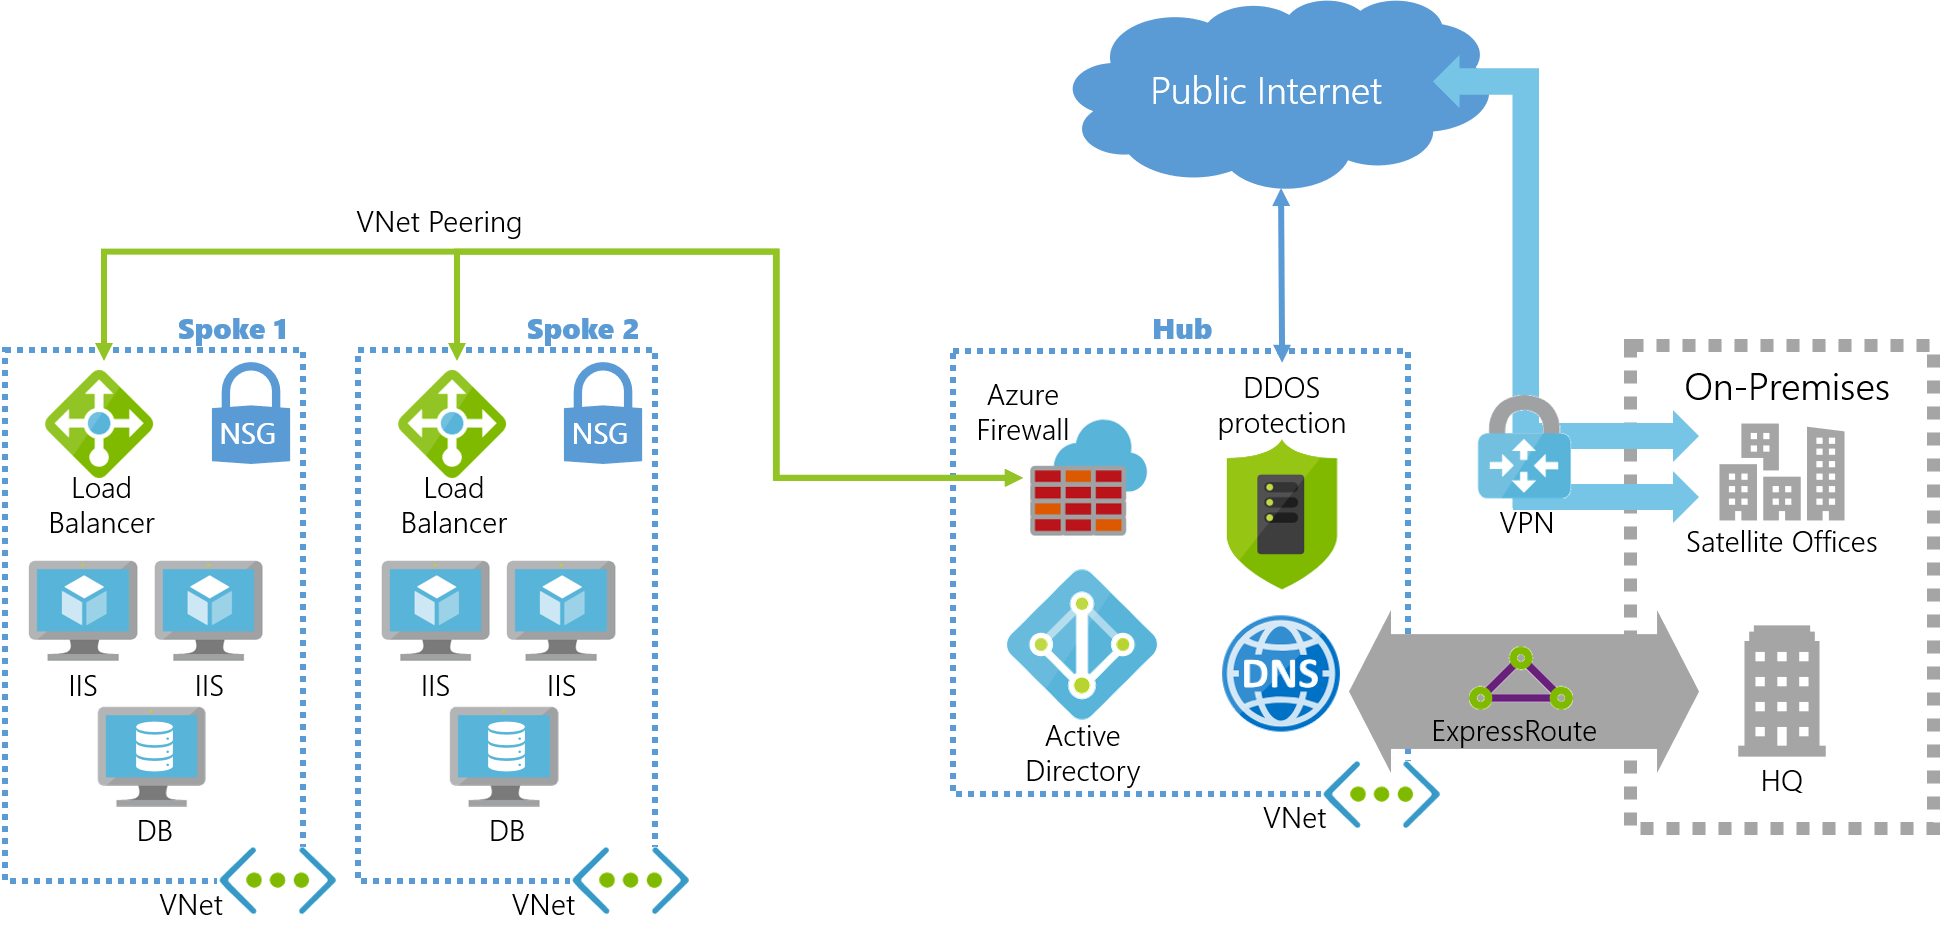 Public Internet
VNet Peering
Spoke 1
NSG
Load
Balancer
IIS
IIS
DB
VNet
Spoke 2
NSG
Load
Balancer
IIS
IIS
DB
VNet
Hub
Azure
Firewall
DDOS
protection
Active
Directory
DNS
VNet
VPN
ExpressRoute
On-Premises
Satellite Offices
HQ